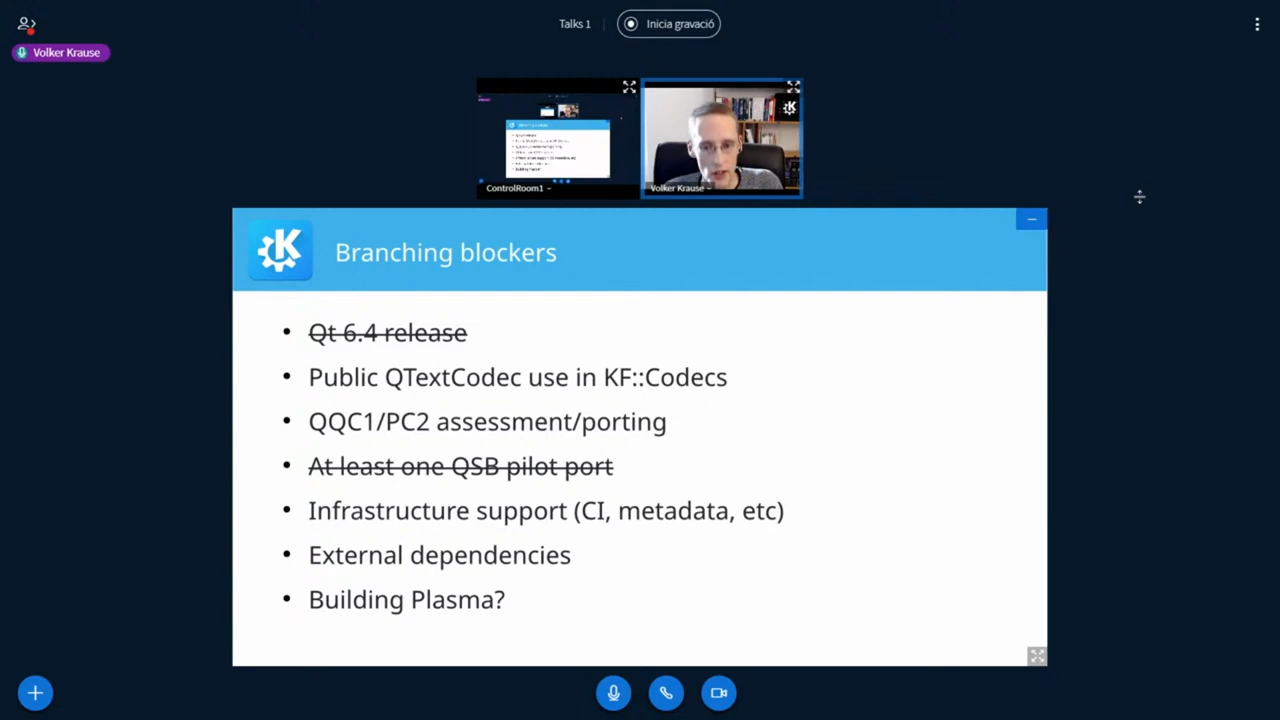 Talks 1
Inicia gravació
Volker Krause
ControlRoom1
Volker Krause
Branching blockers
Qt 6.4 release
Public QTextCodec use in KF::Codecs
QQC1/PC2 assessment/porting
At least one QSB pilot port
Infrastructure support (CI, metadata, etc)
External dependencies
Building Plasma?